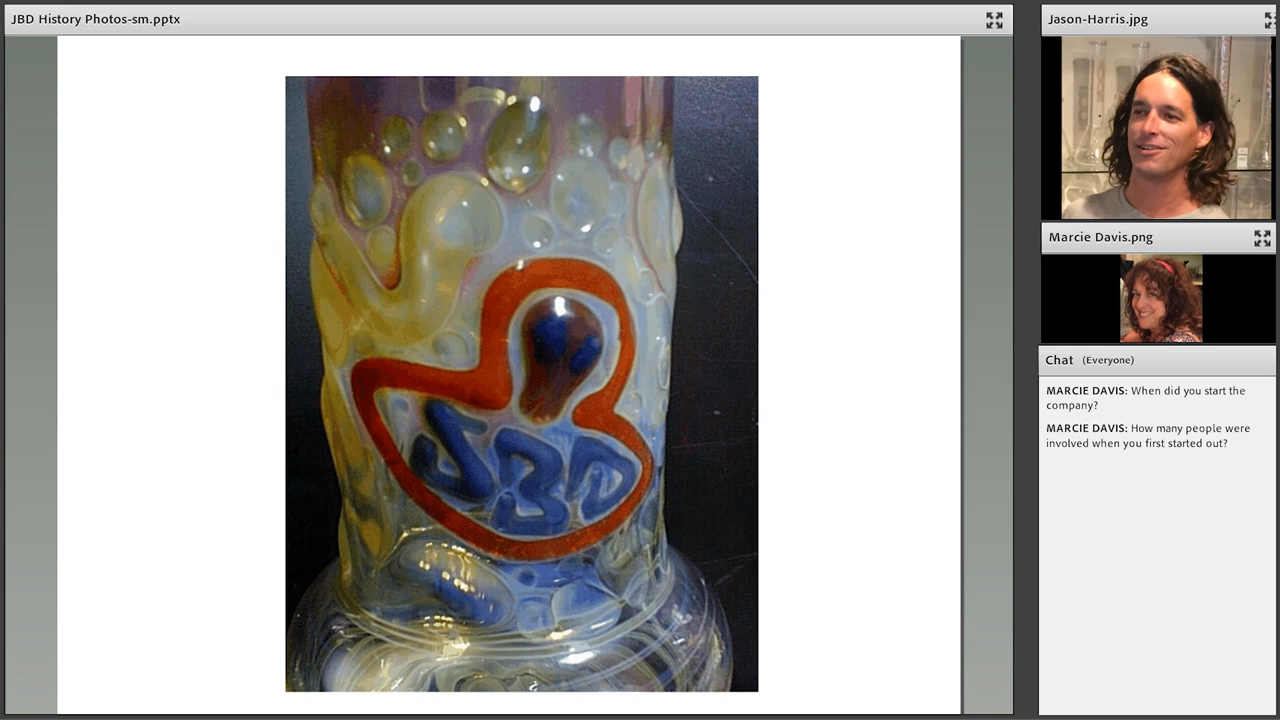 JBD History Photos-sm.pptx
JBD
Jason-Harris.jpg
Marcie Davis.png
Chat (Everyone)
MARCIE DAVIS: When did you start the
company?
MARCIE DAVIS: How many people were
involved when you first started out?